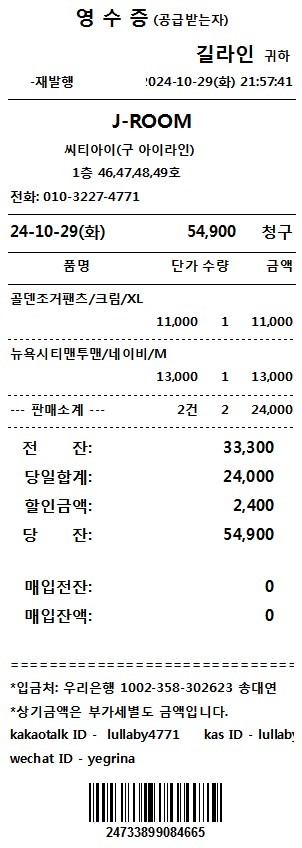 영 수 증 (공급받는자)
길라인 귀하
-재발행 2024-10-29(화) 21:57:41
J-ROOM
씨티아이(구 아이라인)
1층 46,47,48,49호
전화: 010-3227-4771
24-10-29(화) 54,900 청구
품명 단가 수량 금액
골덴조거팬츠/크림/XL
11,000 1 11,000
뉴욕시티맨투맨/네이비/M
13,000 1 13,000
--- 판매소계 --- 2건 2 24,000
전 잔: 33,300
당일합계: 24,000
할인금액: 2,400
당 잔: 54,900
매입전잔: 0
매입잔액: 0
==========================================
*입금처: 우리은행 1002-358-302623 송대연
*상기금액은 부가세별도 금액입니다.
kakaotalk ID - lullaby4771 kas ID - lullaby
wechat ID - yegrina
24733899084665